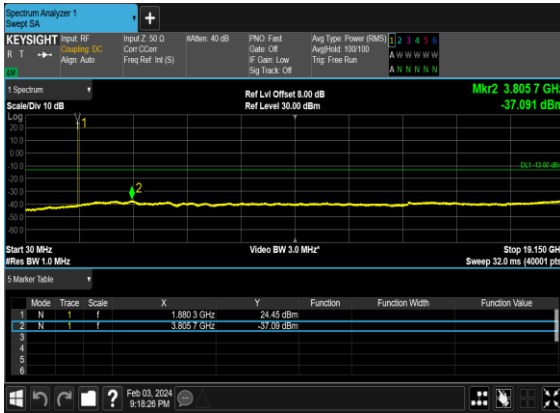 Spectrum Analyzer 1
Swept SA
+
KEYSIGHT
R T
Input: RF
Coupling: DC
Align: Auto
Input Z: 50 Ω
Corr CCorr
Freq Ref: Int (S)
#Atten: 40 dB
PNO: Fast
Gate: Off
IF Gain: Low
Sig Track: Off
Avg Type: Power (RMS)
Avg|Hold: 100/100
Trig: Free Run
1 2 3 4 5 6
A W W W W W
A N N N N N
1 Spectrum
Scale/Div 10 dB
Log
Ref Lvl Offset 8.00 dB
Ref Level 30.00 dBm
Mkr2 3.805 7 GHz
-37.091 dBm
20.0
10.0
0.00
-10.0
-20.0
-30.0
-40.0
-50.0
-60.0
1
2
DL1 -13.00 dBm
Start 30 MHz
#Res BW 1.0 MHz
Video BW 3.0 MHz*
Stop 19.150 GHz
Sweep 32.0 ms (40001 pts)
5 Marker Table
Mode Trace Scale X Y Function Function Width Function Value
1 N 1 f 1.880 3 GHz 24.45 dBm
2 N 1 f 3.805 7 GHz -37.09 dBm
3
4
5
6
?
Feb 03, 2024
9:18:26 PM